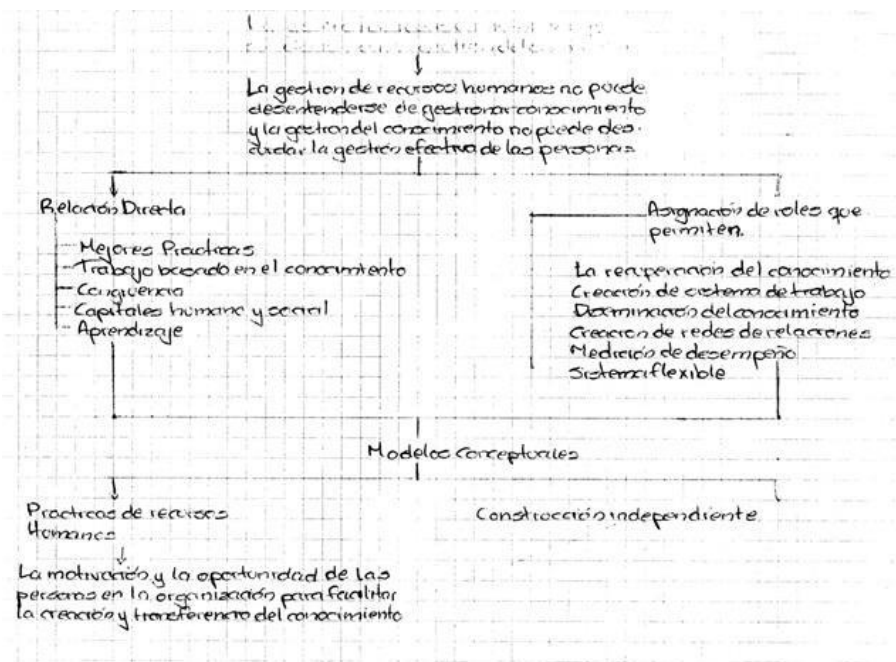 La gestion de recursos humanos no puede
desentenderse de gestionar conocimiento
y la gestion del conocimiento no puede des-
cuidar la gestión efectiva de las personas
Relación Directa
- Mejores Practicas
- Trabajo basado en el conocimiento
- Congruencia
- Capitales humano y social
- Aprendizaje
Asignación de roles que
permiten.
La recuperación del conocimiento
Creación de sistema de trabajo
Diseminación del conocimiento
Creacion de redes de relaciones
Medición de desempeño
Sistema flexible
Modelos conceptuales
Practicas de recursos
Humanos
La motivación y la oportunidad de las
personas en la organización para facilitar
la creación y transferencia del conocimiento
Construcción independiente